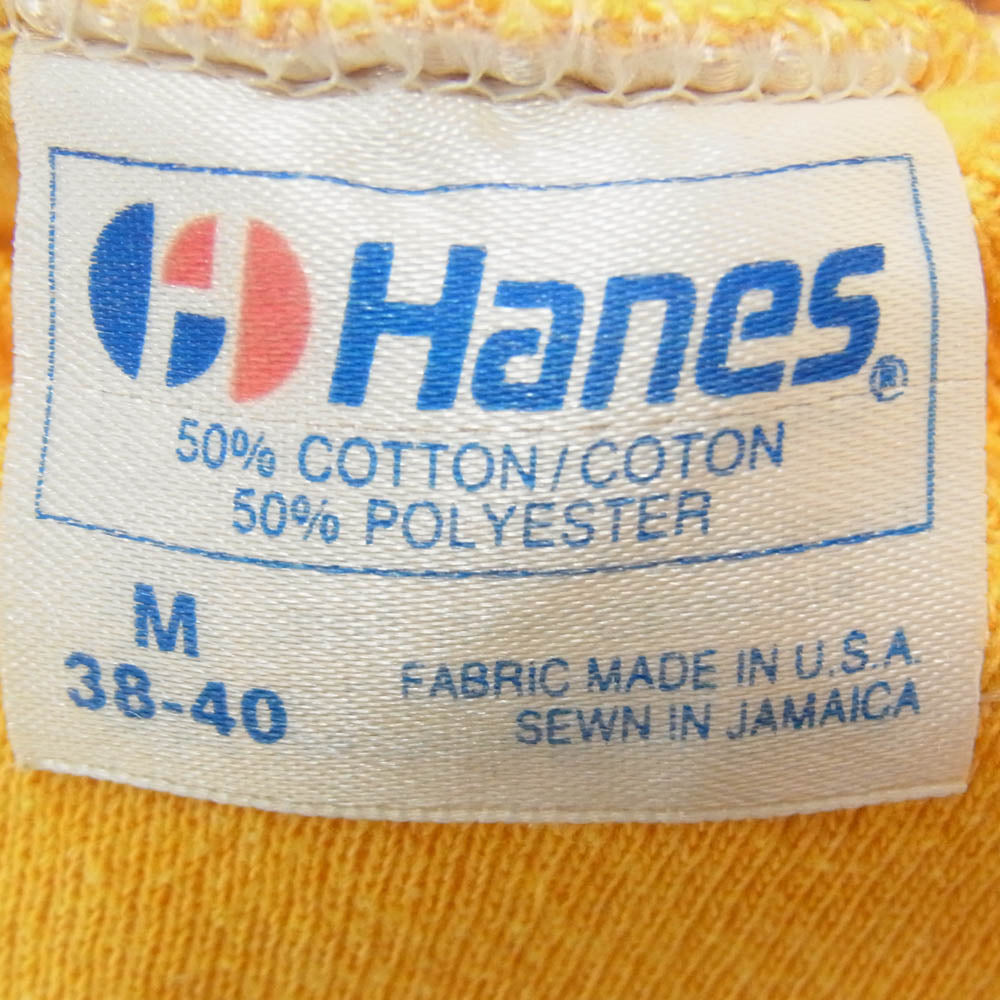 Hanes®
50% COTTON/COTON
50% POLYESTER
M
38-40
FABRIC MADE IN U.S.A.
SEWN IN JAMAICA